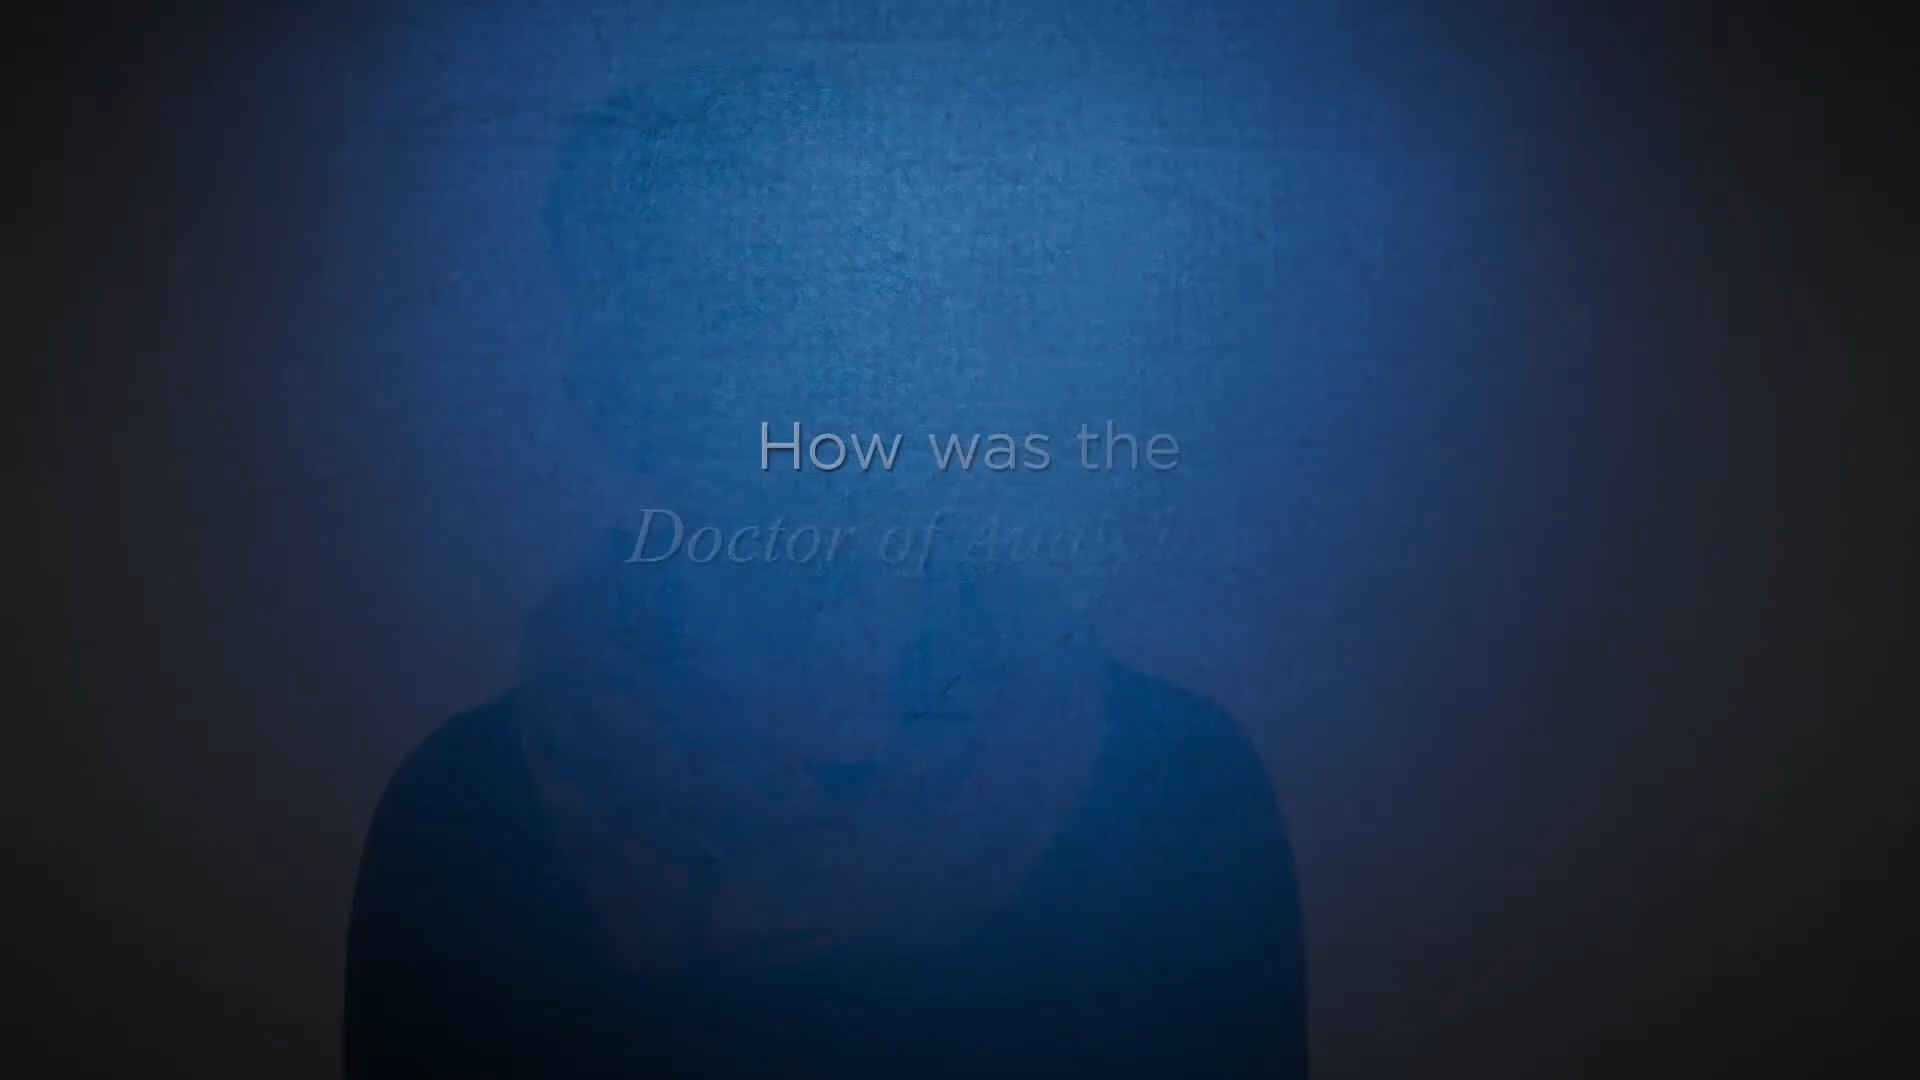 How was the
Doctor of